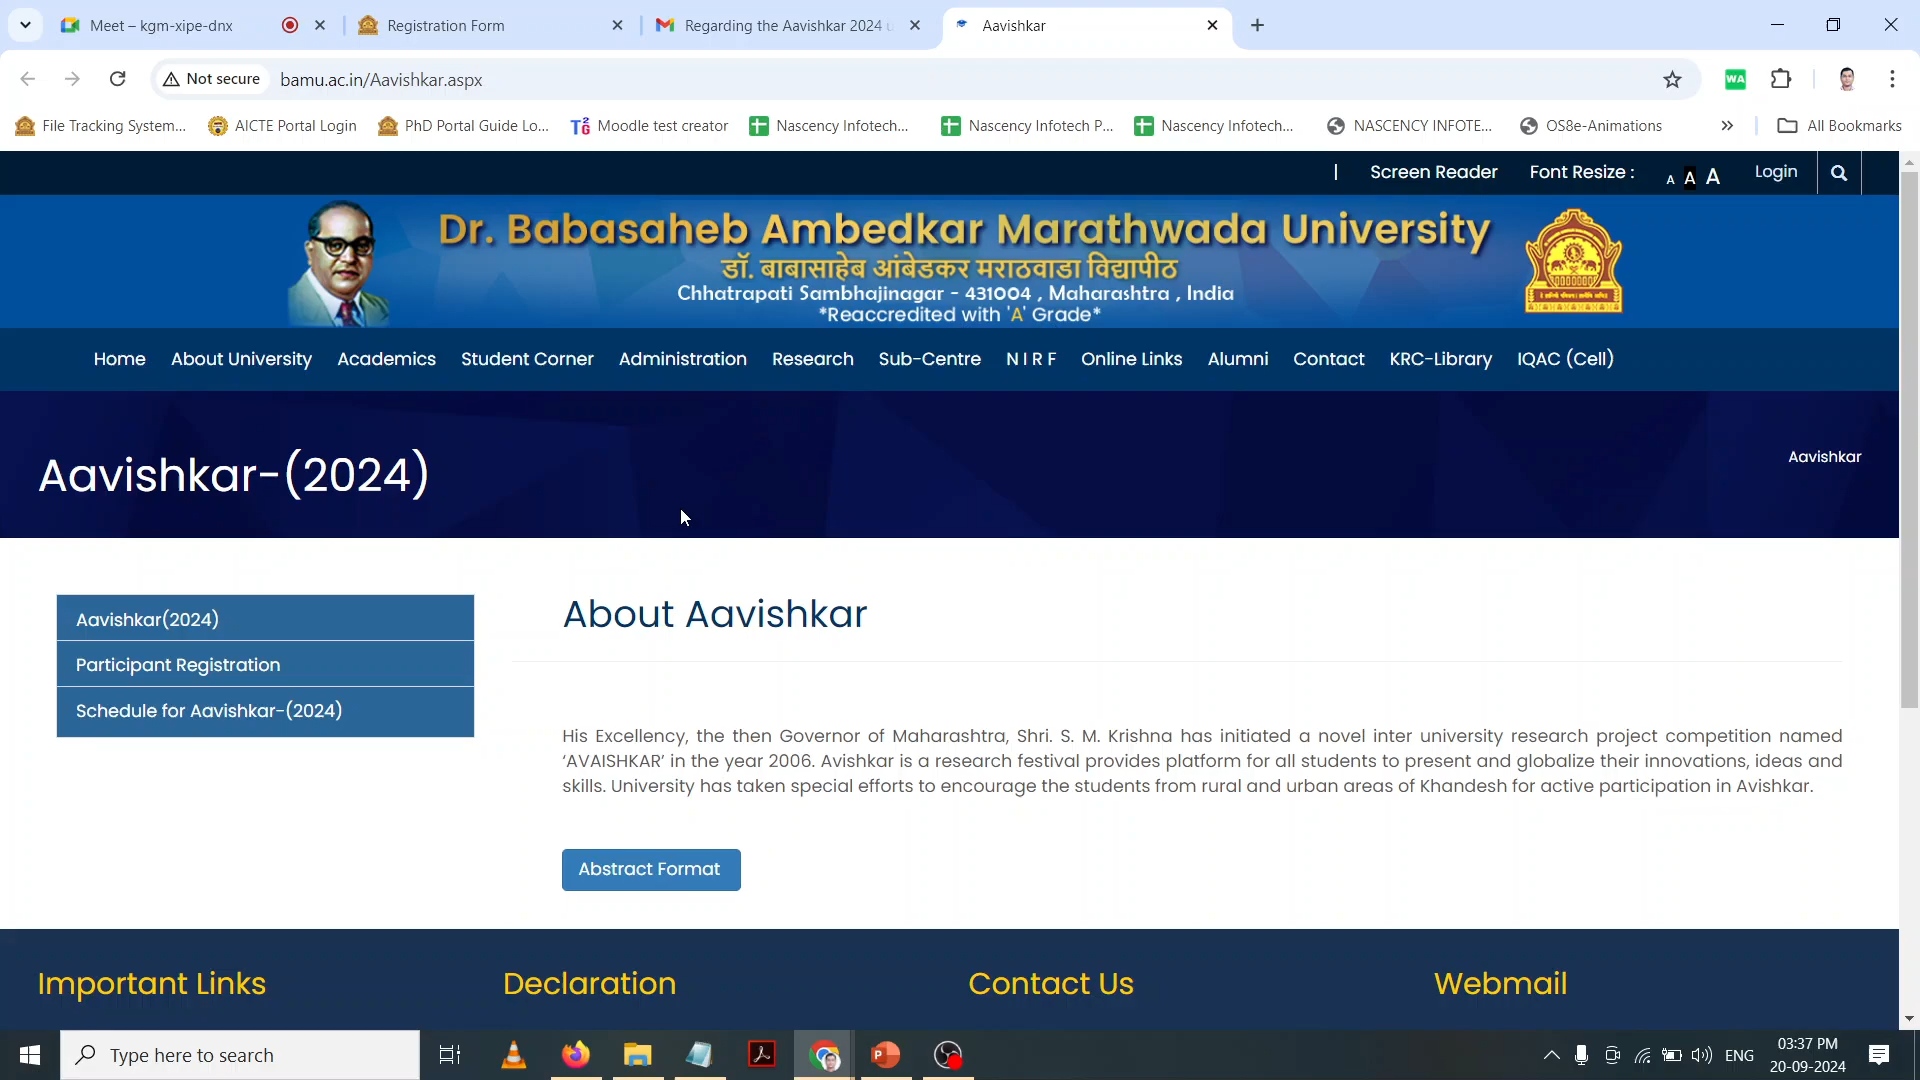 Meet – kgm-xipe-dnx
Registration Form
Regarding the Aavishkar 2024 u
Aavishkar
Not secure
bamu.ac.in/Aavishkar.aspx
WA
File Tracking System...
AICTE Portal Login
PhD Portal Guide Lo...
Moodle test creator
Nascency Infotech...
Nascency Infotech P...
Nascency Infotech...
NASCENCY INFOTE...
OS8e-Animations
All Bookmarks
| Screen Reader Font Resize : A A A Login
Dr. Babasaheb Ambedkar Marathwada University
डॉ. बाबासाहेब आंबेडकर मराठवाडा विद्यापीठ
Chhatrapati Sambhajinagar - 431004 , Maharashtra , India
*Reaccredited with 'A' Grade*
Home About University Academics Student Corner Administration Research Sub-Centre N I R F Online Links Alumni Contact KRC-Library IQAC (Cell)
Aavishkar-(2024)
Aavishkar
Aavishkar(2024)
Participant Registration
Schedule for Aavishkar-(2024)
About Aavishkar
His Excellency, the then Governor of Maharashtra, Shri. S. M. Krishna has initiated a novel inter university research project competition named
‘AVAISHKAR’ in the year 2006. Avishkar is a research festival provides platform for all students to present and globalize their innovations, ideas and
skills. University has taken special efforts to encourage the students from rural and urban areas of Khandesh for active participation in Avishkar.
Abstract Format
Important Links
Declaration
Contact Us
Webmail
Type here to search
ENG
03:37 PM
20-09-2024